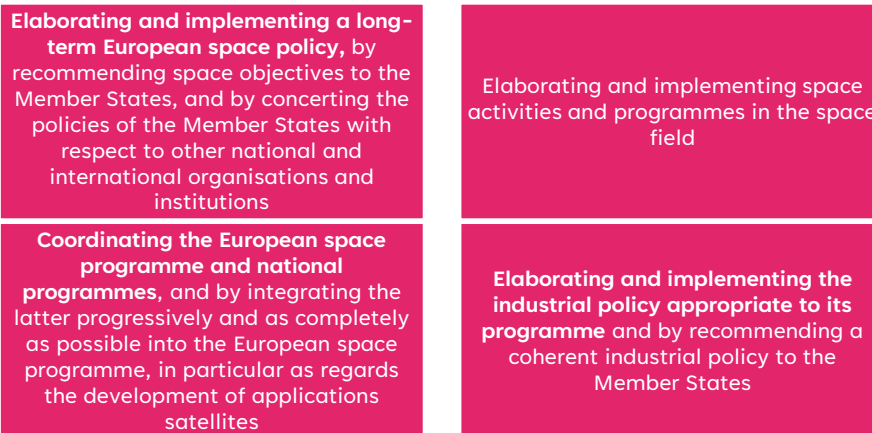 Elaborating and implementing a long-
term European space policy, by
recommending space objectives to the
Member States, and by concerting the
policies of the Member States with
respect to other national and
international organisations and
institutions
Elaborating and implementing space
activities and programmes in the space
field
Coordinating the European space
programme and national
programmes, and by integrating the
latter progressively and as completely
as possible into the European space
programme, in particular as regards
the development of applications
satellites
Elaborating and implementing the
industrial policy appropriate to its
programme and by recommending a
coherent industrial policy to the
Member States